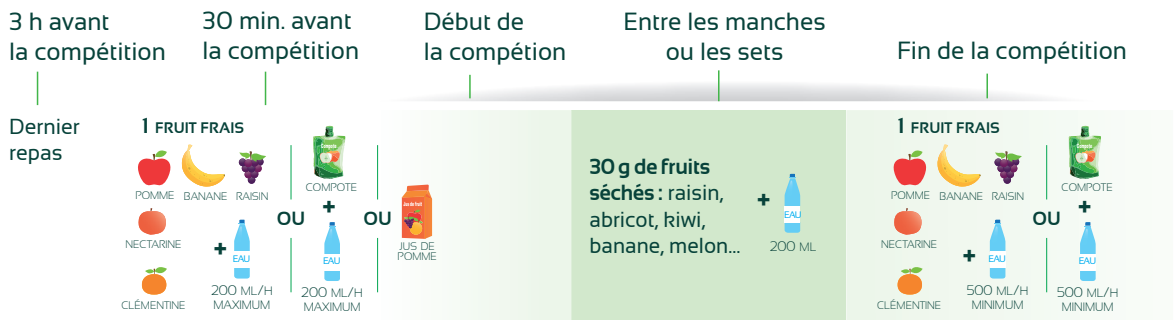 3 h avant
la compétition
30 min. avant
la compétition
Début de
la compétion
Entre les manches
ou les sets
Fin de la compétition
Dernier
repas
1 FRUIT FRAIS
POMME
BANANE
RAISIN
NECTARINE
CLÉMENTINE
+
EAU
200 ML/H
MAXIMUM
OU
Compote
COMPOTE
+
EAU
200 ML/H
MAXIMUM
OU
Jus de fruit
JUS DE
POMME
30 g de fruits
séchés : raisin,
abricot, kiwi,
banane, melon...
+
EAU
200 ML
1 FRUIT FRAIS
POMME
BANANE
RAISIN
NECTARINE
CLÉMENTINE
+
EAU
500 ML/H
MINIMUM
OU
Compote
COMPOTE
+
EAU
500 ML/H
MINIMUM